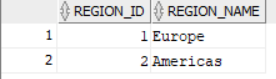 REGION_ID REGION_NAME
1 1 Europe
2 2 Americas